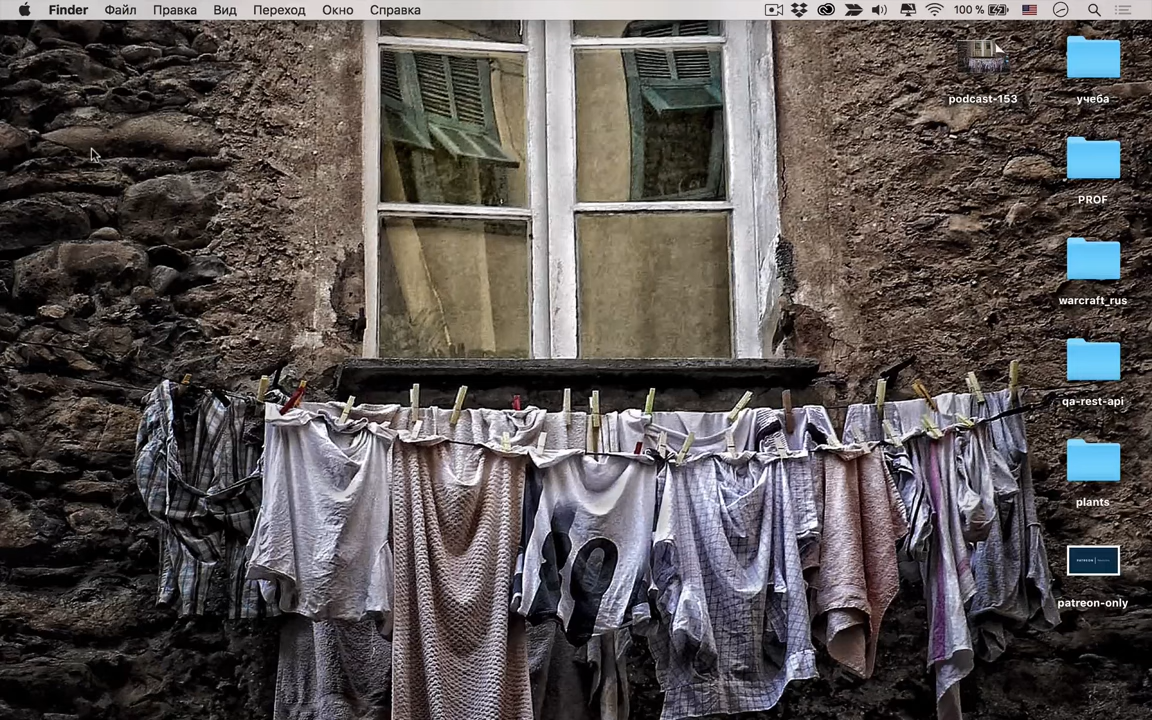 Finder Файл Правка Вид Переход Окно Справка 100 %
podcast-153
учеба
PROF
warcraft_rus
qa-rest-api
plants
PATREON
patreon-only